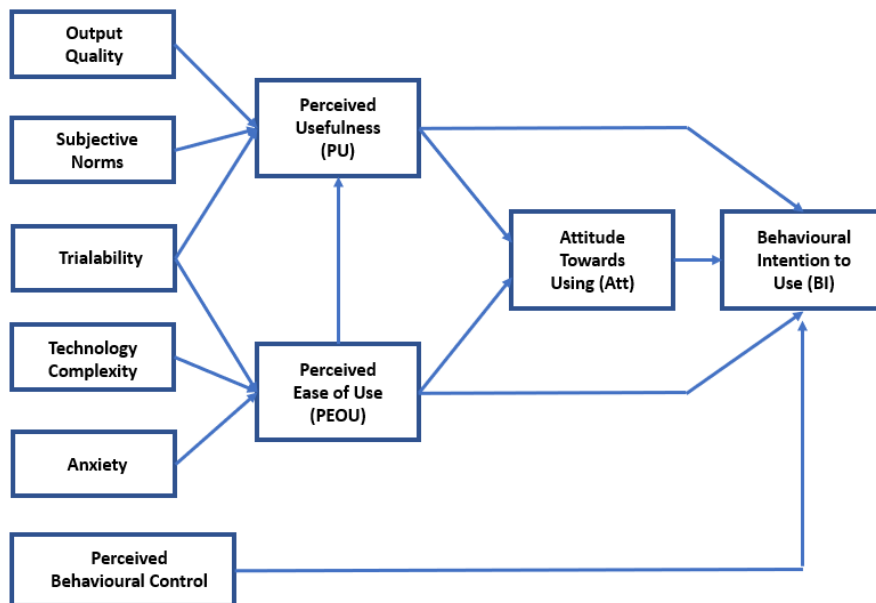 Output
Quality
Subjective
Norms
Trialability
Technology
Complexity
Anxiety
Perceived
Behavioural Control
Perceived
Usefulness
(PU)
Perceived
Ease of Use
(PEOU)
Attitude
Towards
Using (Att)
Behavioural
Intention to
Use (BI)